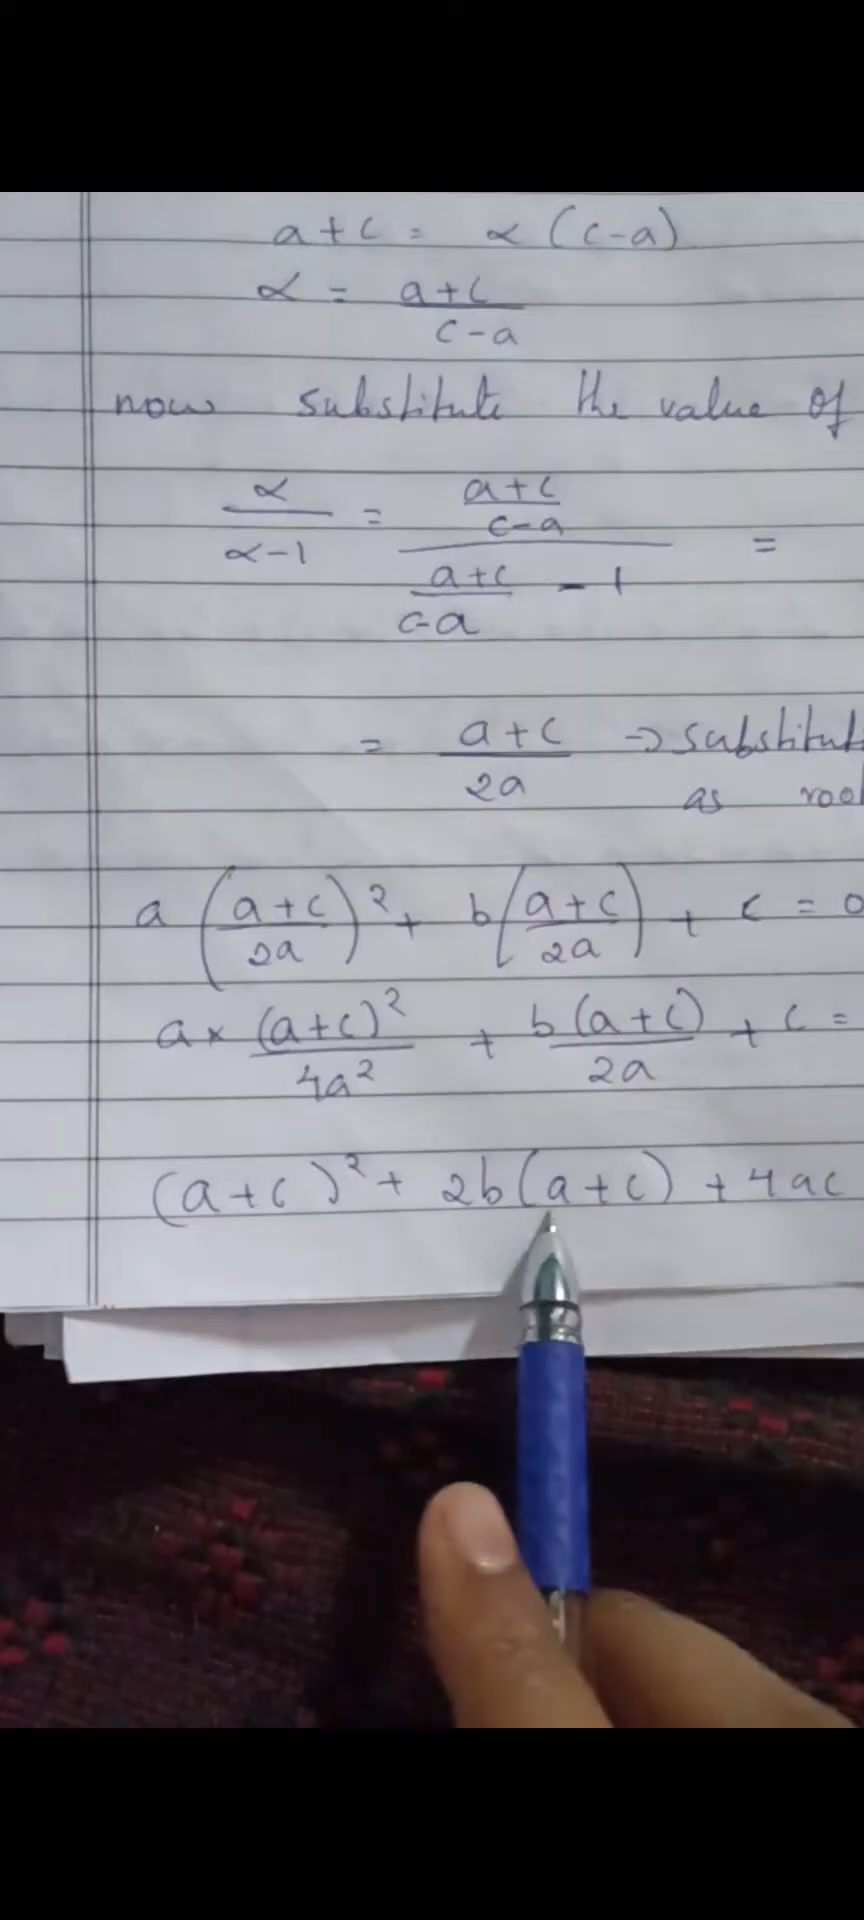 a+c = α (c-a)
α = a+c / c-a
now substitute the value of
α / α-1 = (a+c / c-a) / (a+c / c-a - 1) =
= a+c / 2a → substitut
as root
a (a+c / 2a)² + b (a+c / 2a) + c = 0
a × (a+c)² / 4a² + b(a+c) / 2a + c =
(a+c)² + 2b(a+c) + 4ac